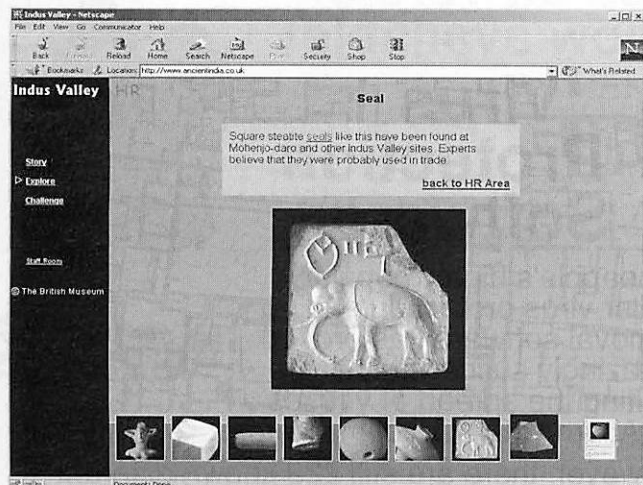 Indus Valley - Netscape
File Edit View Go Communicator Help
Back Reload Home Search Netscape Print Security Shop Stop
Bookmarks Location: http://www.ancientindia.co.uk What's Related
Indus Valley
HR
Seal
Square steatite seals like this have been found at
Mohenjo-daro and other Indus Valley sites. Experts
believe that they were probably used in trade.
back to HR Area
Story
Explore
Challenge
Staff Room
© The British Museum
Document: Done